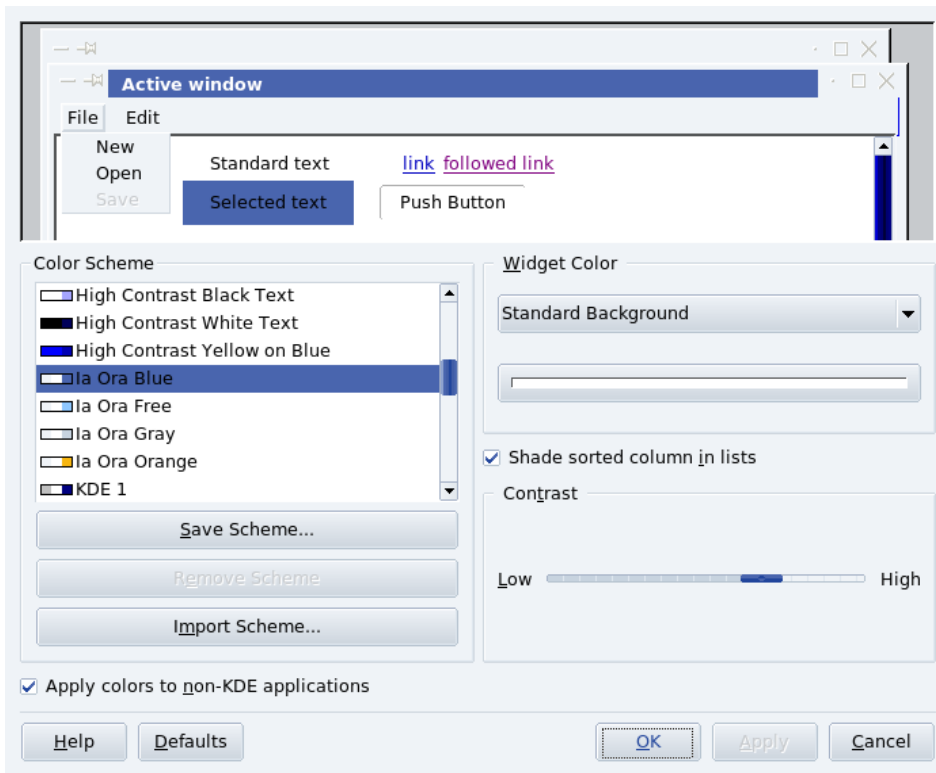 Active window
File Edit
New
Open
Save
Standard text link followed link
Selected text Push Button
Color Scheme
High Contrast Black Text
High Contrast White Text
High Contrast Yellow on Blue
Ia Ora Blue
Ia Ora Free
Ia Ora Gray
Ia Ora Orange
KDE 1
Save Scheme...
Remove Scheme
Import Scheme...
Widget Color
Standard Background
Shade sorted column in lists
Contrast
Low High
Apply colors to non-KDE applications
Help Defaults OK Apply Cancel